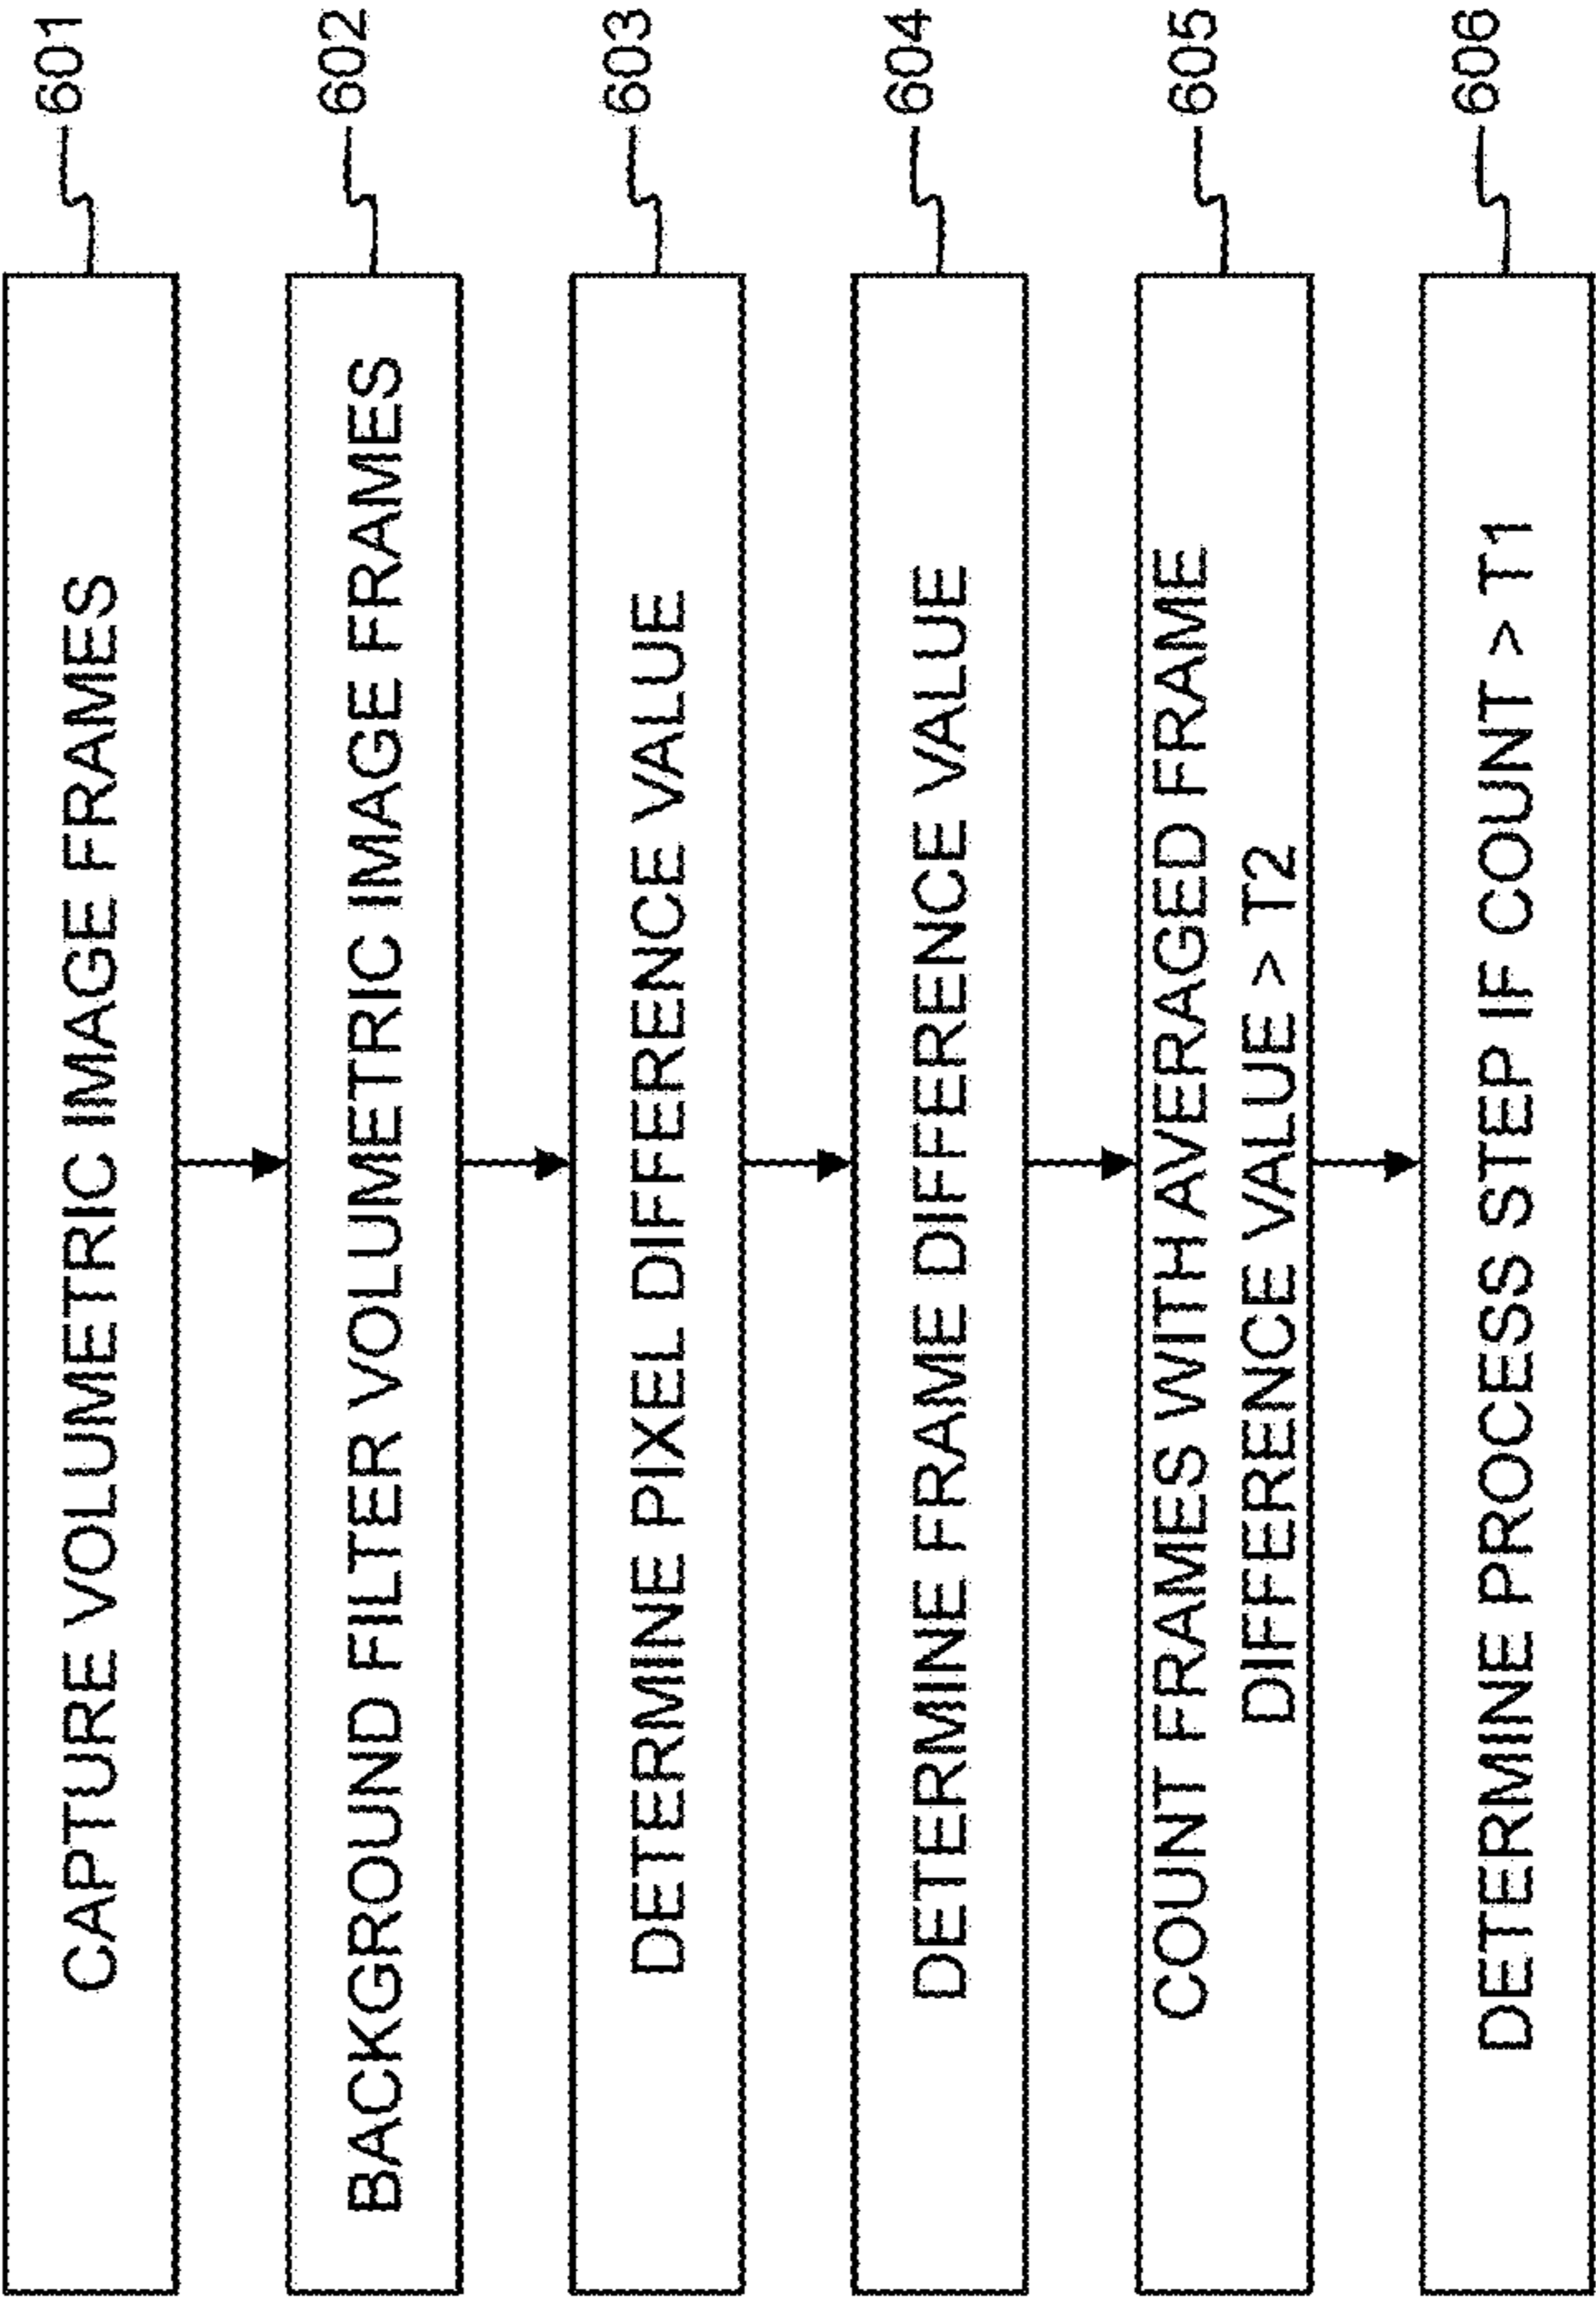 CAPTURE VOLUMETRIC IMAGE FRAMES
601
BACKGROUND FILTER VOLUMETRIC IMAGE FRAMES
602
DETERMINE PIXEL DIFFERENCE VALUE
603
DETERMINE FRAME DIFFERENCE VALUE
604
COUNT FRAMES WITH AVERAGED FRAME
DIFFERENCE VALUE > T2
605
DETERMINE PROCESS STEP IF COUNT > T1
606